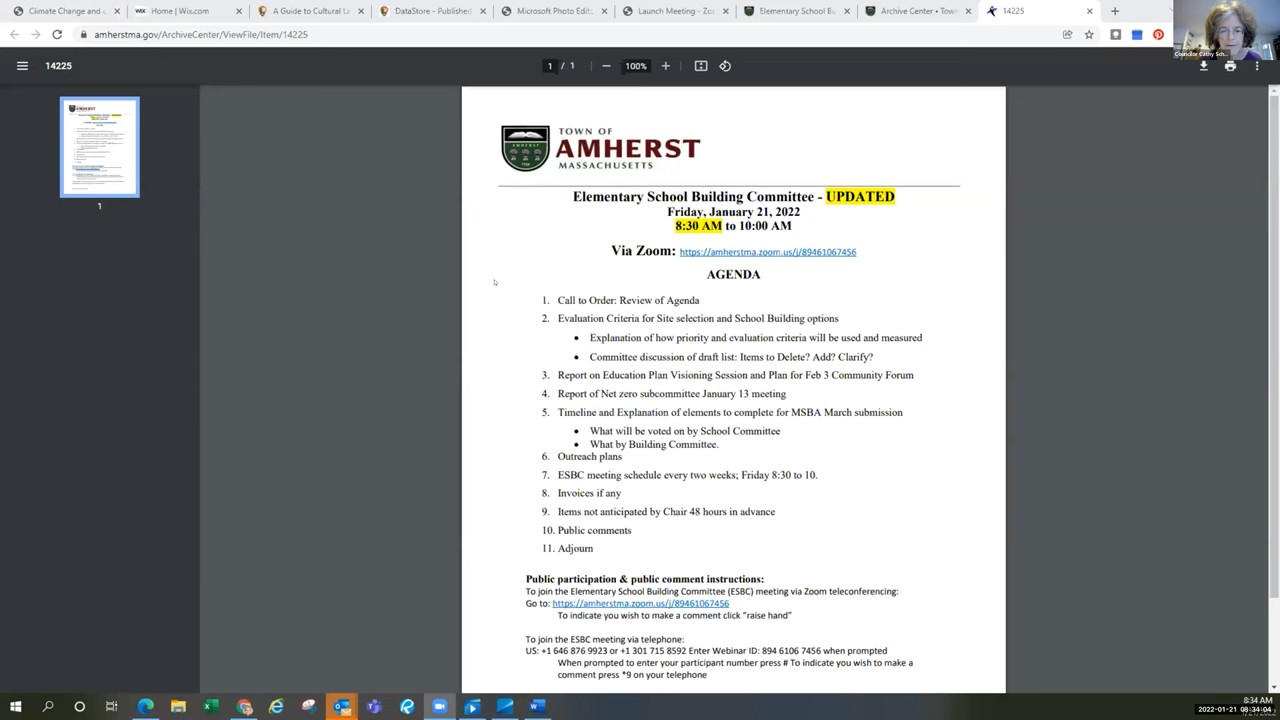 Climate Change and
Home | Wix.com
A Guide to Cultural La
DataStore - Published
Microsoft Photo Edit
Launch Meeting - Zo
Elementary School Bu
Archive Center • Town
14225
amherstma.gov/ArchiveCenter/ViewFile/Item/14225
Councilor Cathy Sch...
14225
1 / 1
100%
1
TOWN OF
AMHERST
MASSACHUSETTS
Elementary School Building Committee - UPDATED
Friday, January 21, 2022
8:30 AM to 10:00 AM
Via Zoom: https://amherstma.zoom.us/j/89461067456
AGENDA
1. Call to Order: Review of Agenda
2. Evaluation Criteria for Site selection and School Building options
• Explanation of how priority and evaluation criteria will be used and measured
• Committee discussion of draft list: Items to Delete? Add? Clarify?
3. Report on Education Plan Visioning Session and Plan for Feb 3 Community Forum
4. Report of Net zero subcommittee January 13 meeting
5. Timeline and Explanation of elements to complete for MSBA March submission
• What will be voted on by School Committee
• What by Building Committee.
6. Outreach plans
7. ESBC meeting schedule every two weeks; Friday 8:30 to 10.
8. Invoices if any
9. Items not anticipated by Chair 48 hours in advance
10. Public comments
11. Adjourn
Public participation & public comment instructions:
To join the Elementary School Building Committee (ESBC) meeting via Zoom teleconferencing:
Go to: https://amherstma.zoom.us/j/89461067456
To indicate you wish to make a comment click "raise hand"
To join the ESBC meeting via telephone:
US: +1 646 876 9923 or +1 301 715 8592 Enter Webinar ID: 894 6106 7456 when prompted
When prompted to enter your participant number press # To indicate you wish to make a
comment press *9 on your telephone
8:34 AM
2022-01-21 08:34:04